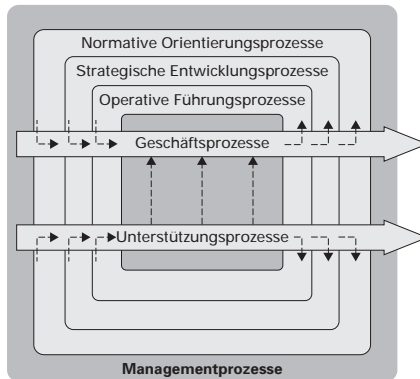 Normative Orientierungsprozesse
Strategische Entwicklungsprozesse
Operative Führungsprozesse
Geschäftsprozesse
Unterstützungsprozesse
Managementprozesse